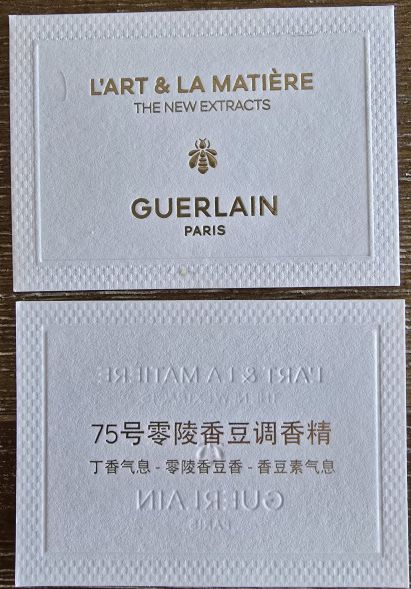 L'ART & LA MATIÈRE
THE NEW EXTRACTS
GUERLAIN
PARIS
75号零陵香豆调香精
丁香气息 - 零陵香豆香 - 香豆素气息